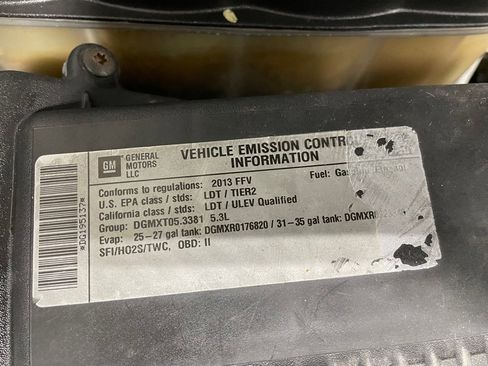 GM
GENERAL
MOTORS
LLC
VEHICLE EMISSION CONTR
INFORMATION
Conforms to regulations: 2013 FFV
Fuel:
U.S. EPA class / stds: LDT / TIER2
California class / stds: LDT / ULEV Qualified
Group: DGMXT05.3381 5.3L
Evap: 25-27 gal tank: DGMXR0176820 / 31-35 gal tank:
SFI/HO2S/TWC, OBD: II
*DG195137*